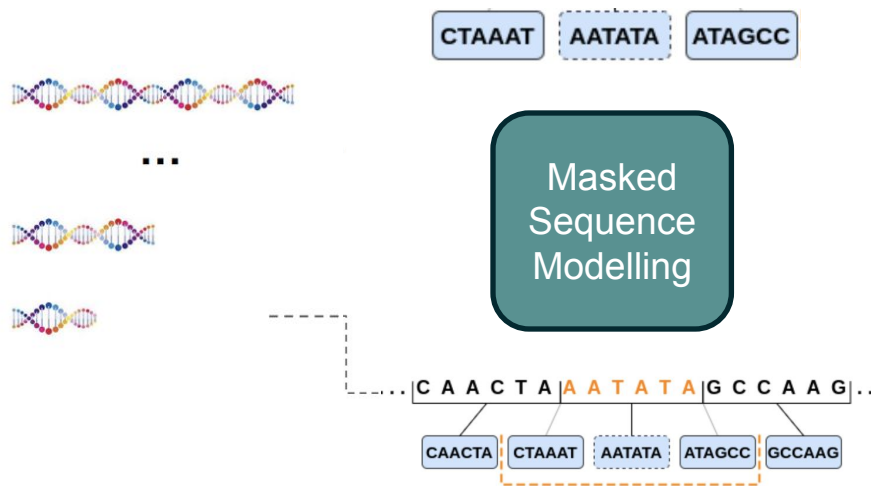 CTAAAT AATATA ATAGCC
...
Masked
Sequence
Modelling
...CAACTAAATATAGCCAAG..
CAACTA CTAAAT AATATA ATAGCC GCCAAG